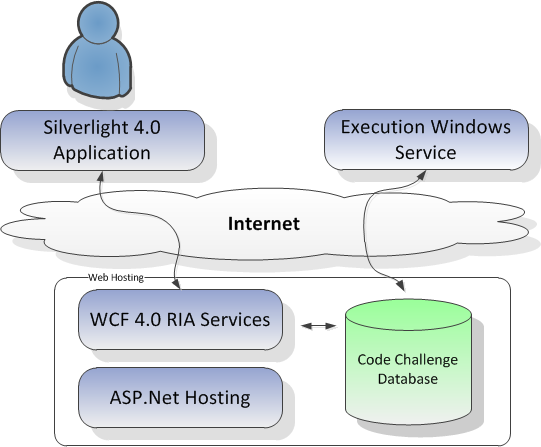 Silverlight 4.0
Application
Execution Windows
Service
Internet
Web Hosting
WCF 4.0 RIA Services
Code Challenge
Database
ASP.Net Hosting